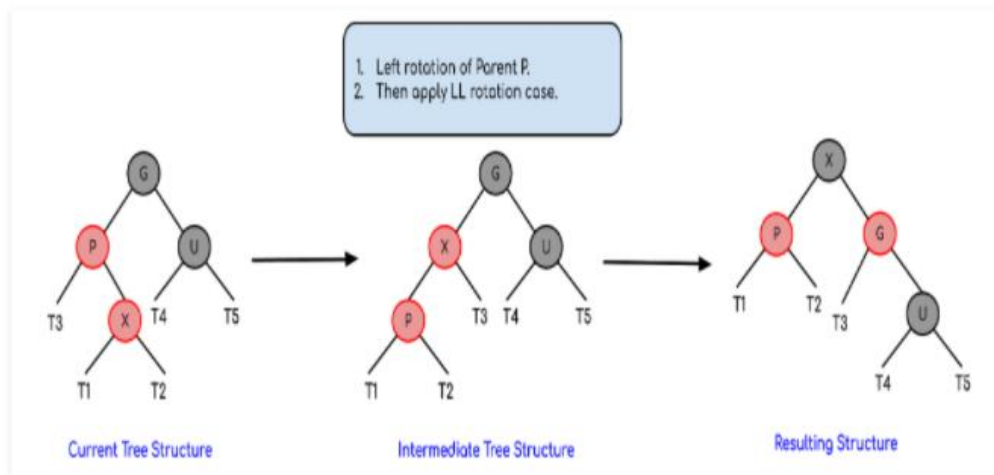 1. Left rotation of Parent P.
2. Then apply LL rotation case.
G
P
U
T3
X
T4
T5
T1
T2
Current Tree Structure
G
X
U
P
T3
T4
T5
T1
T2
Intermediate Tree Structure
X
P
G
T1
T2
T3
U
T4
T5
Resulting Structure